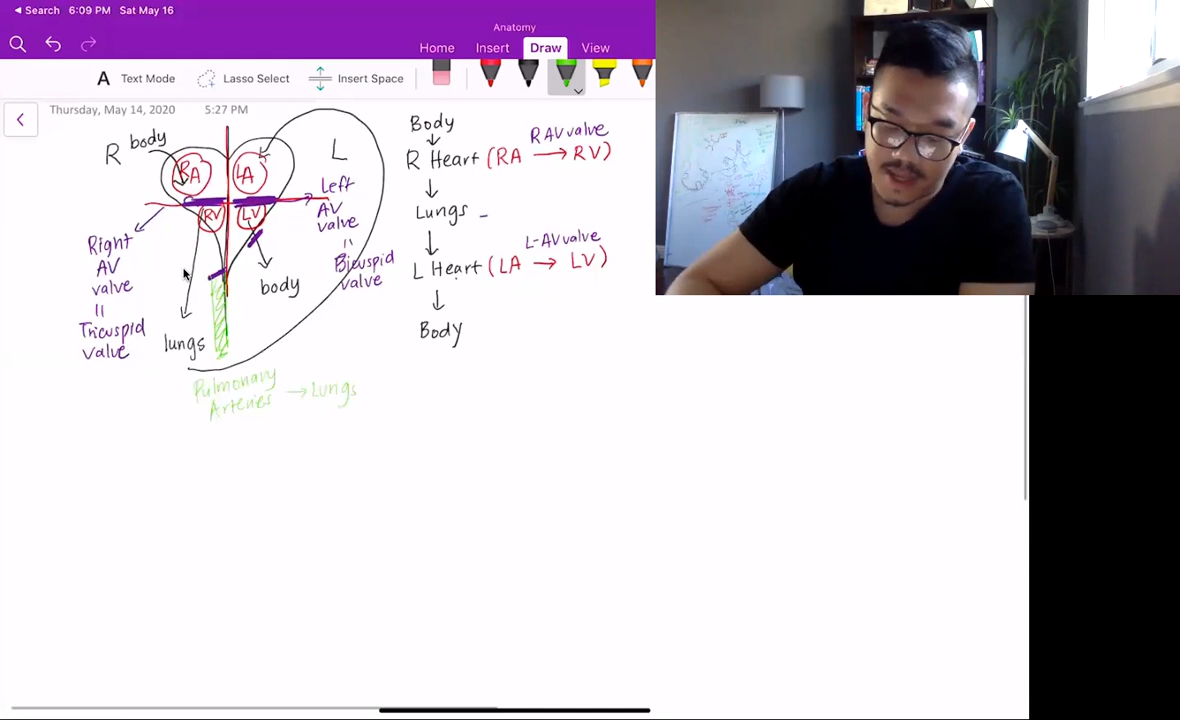 Search 6:09 PM Sat May 16
Anatomy
Home Insert Draw View
A Text Mode Lasso Select Insert Space
Thursday, May 14, 2020 5:27 PM
R body
L
RA LA
RV LV
Left
AV
valve
=
Bicuspid
valve
Right
AV
valve
=
Tricuspid
valve
lungs
body
Pulmonary
Arteries → Lungs
Body
↓
R AV valve
R Heart (RA → RV)
↓
Lungs -
↓
L-AV valve
L Heart (LA → LV)
↓
Body